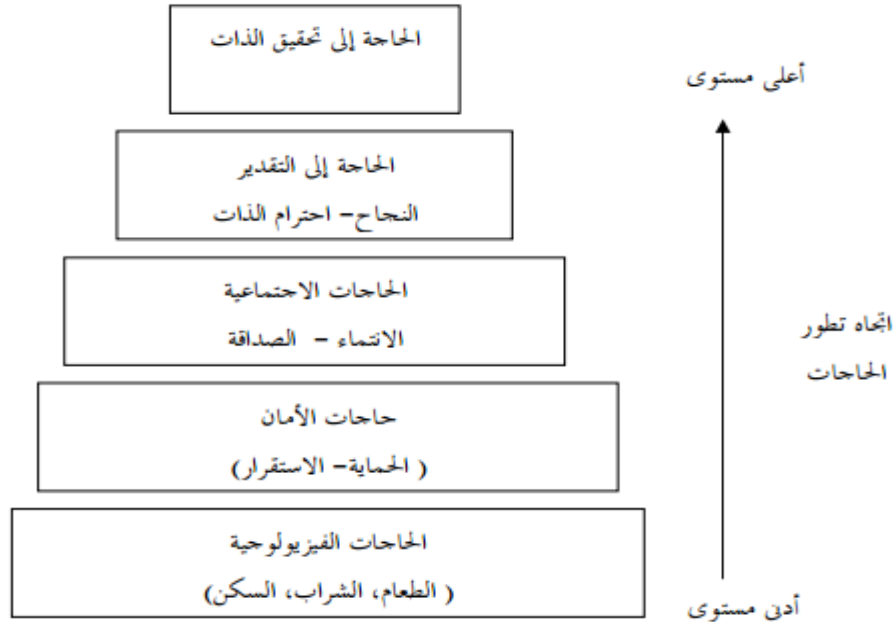 الحاجة إلى تحقيق الذات
أعلى مستوى
الحاجة إلى التقدير
النجاح- احترام الذات
الحاجات الاجتماعية
الانتماء - الصداقة
اتجاه تطور
الحاجات
حاجات الأمان
( الحماية- الاستقرار)
الحاجات الفيزيولوجية
( الطعام، الشراب، السكن)
أدنى مستوى